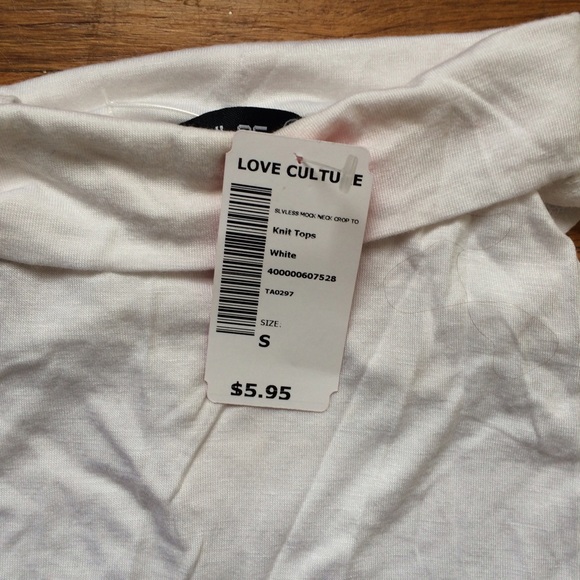 LOVE CULTURE
SLVLESS MOCK NECK CROP TO
Knit Tops
White
400000607528
TA0297
SIZE:
S
$5.95